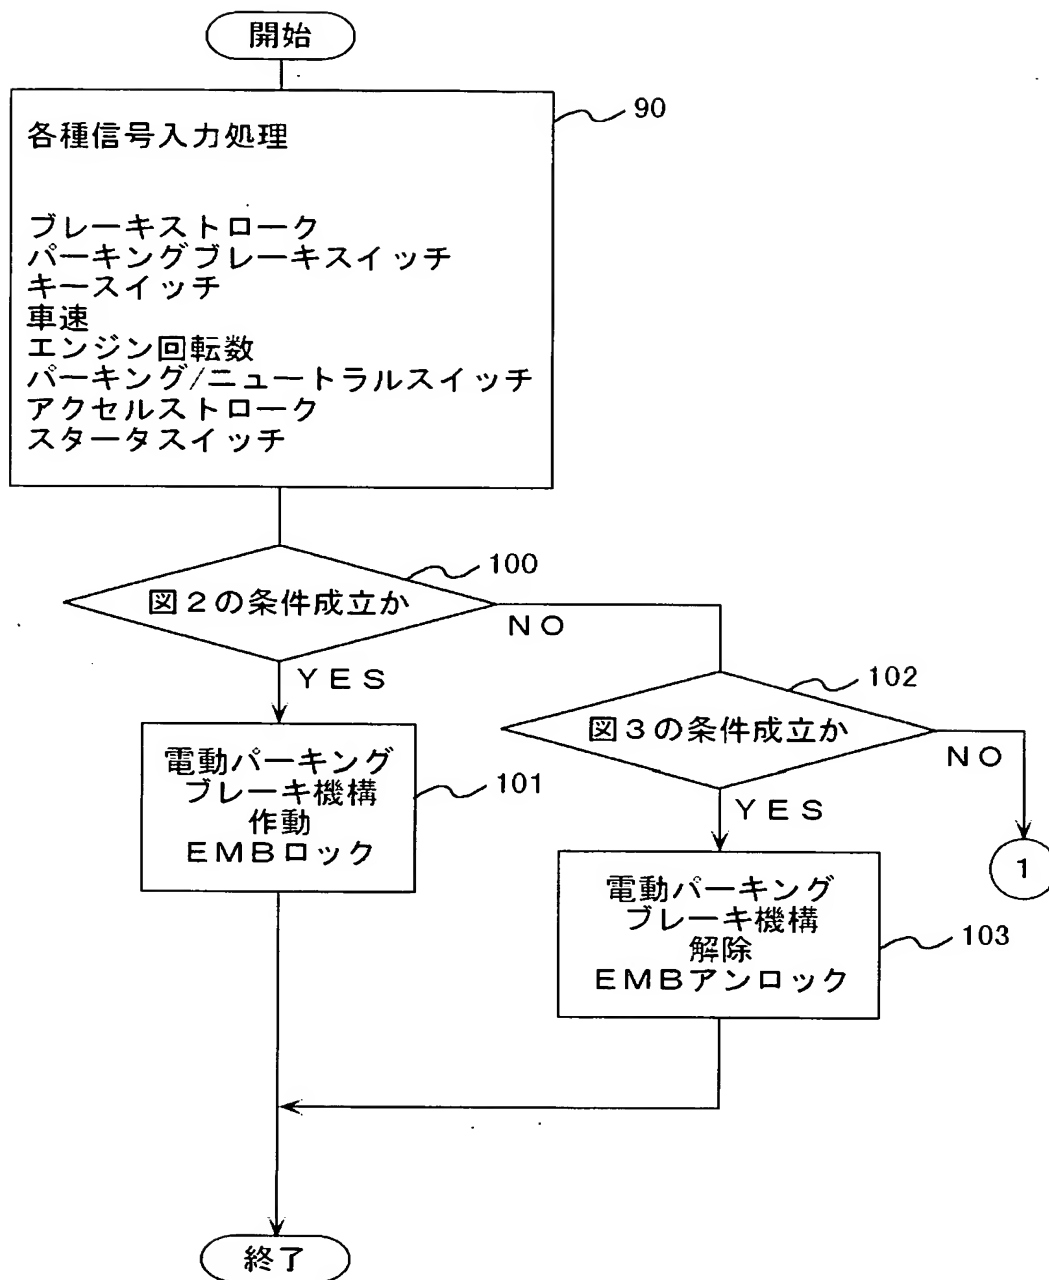 開始
90
各種信号入力処理
ブレーキストローク
パーキングブレーキスイッチ
キースイッチ
車速
エンジン回転数
パーキング/ニュートラルスイッチ
アクセルストローク
スタータスイッチ
100
図2の条件成立か
NO
YES
102
図3の条件成立か
NO
YES
電動パーキング
ブレーキ機構
作動
EMBロック
101
1
電動パーキング
ブレーキ機構
解除
EMBアンロック
103
終了